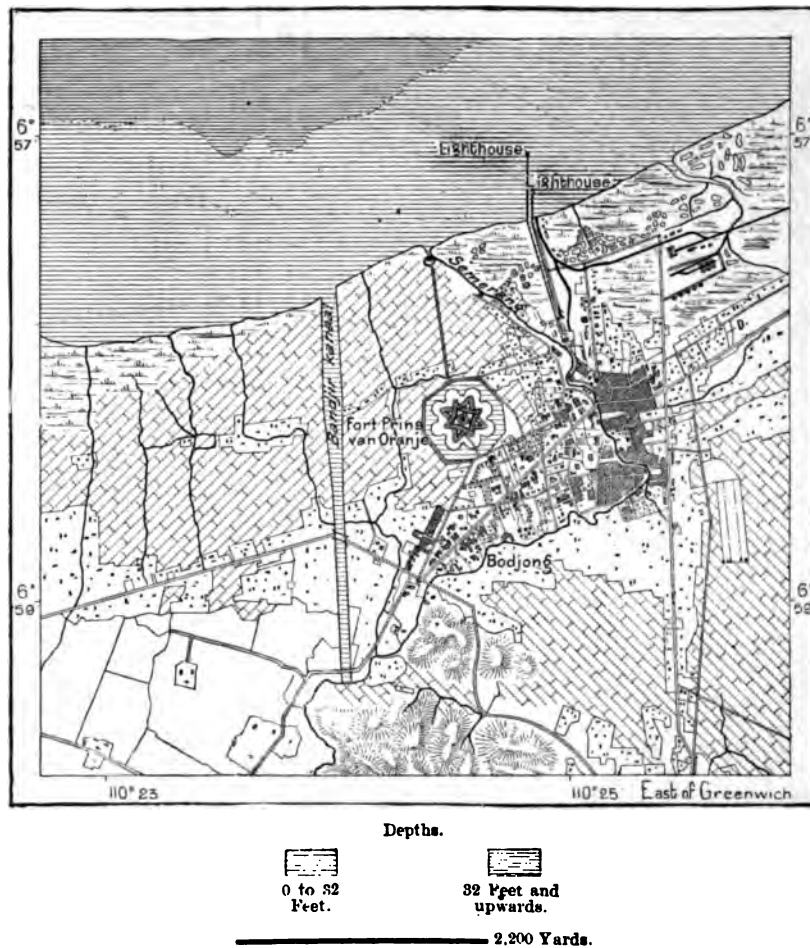 6°
57
6°
57
Lighthouse
Lighthouse
Semarang
Bandjir Kanaal
Fort Prins
van Oranje
D.
Bodjong
6°
59
6°
59
110°23
110°25 East of Greenwich
Depths.
0 to 32
Feet.
32 Feet and
upwards.
2,200 Yards.